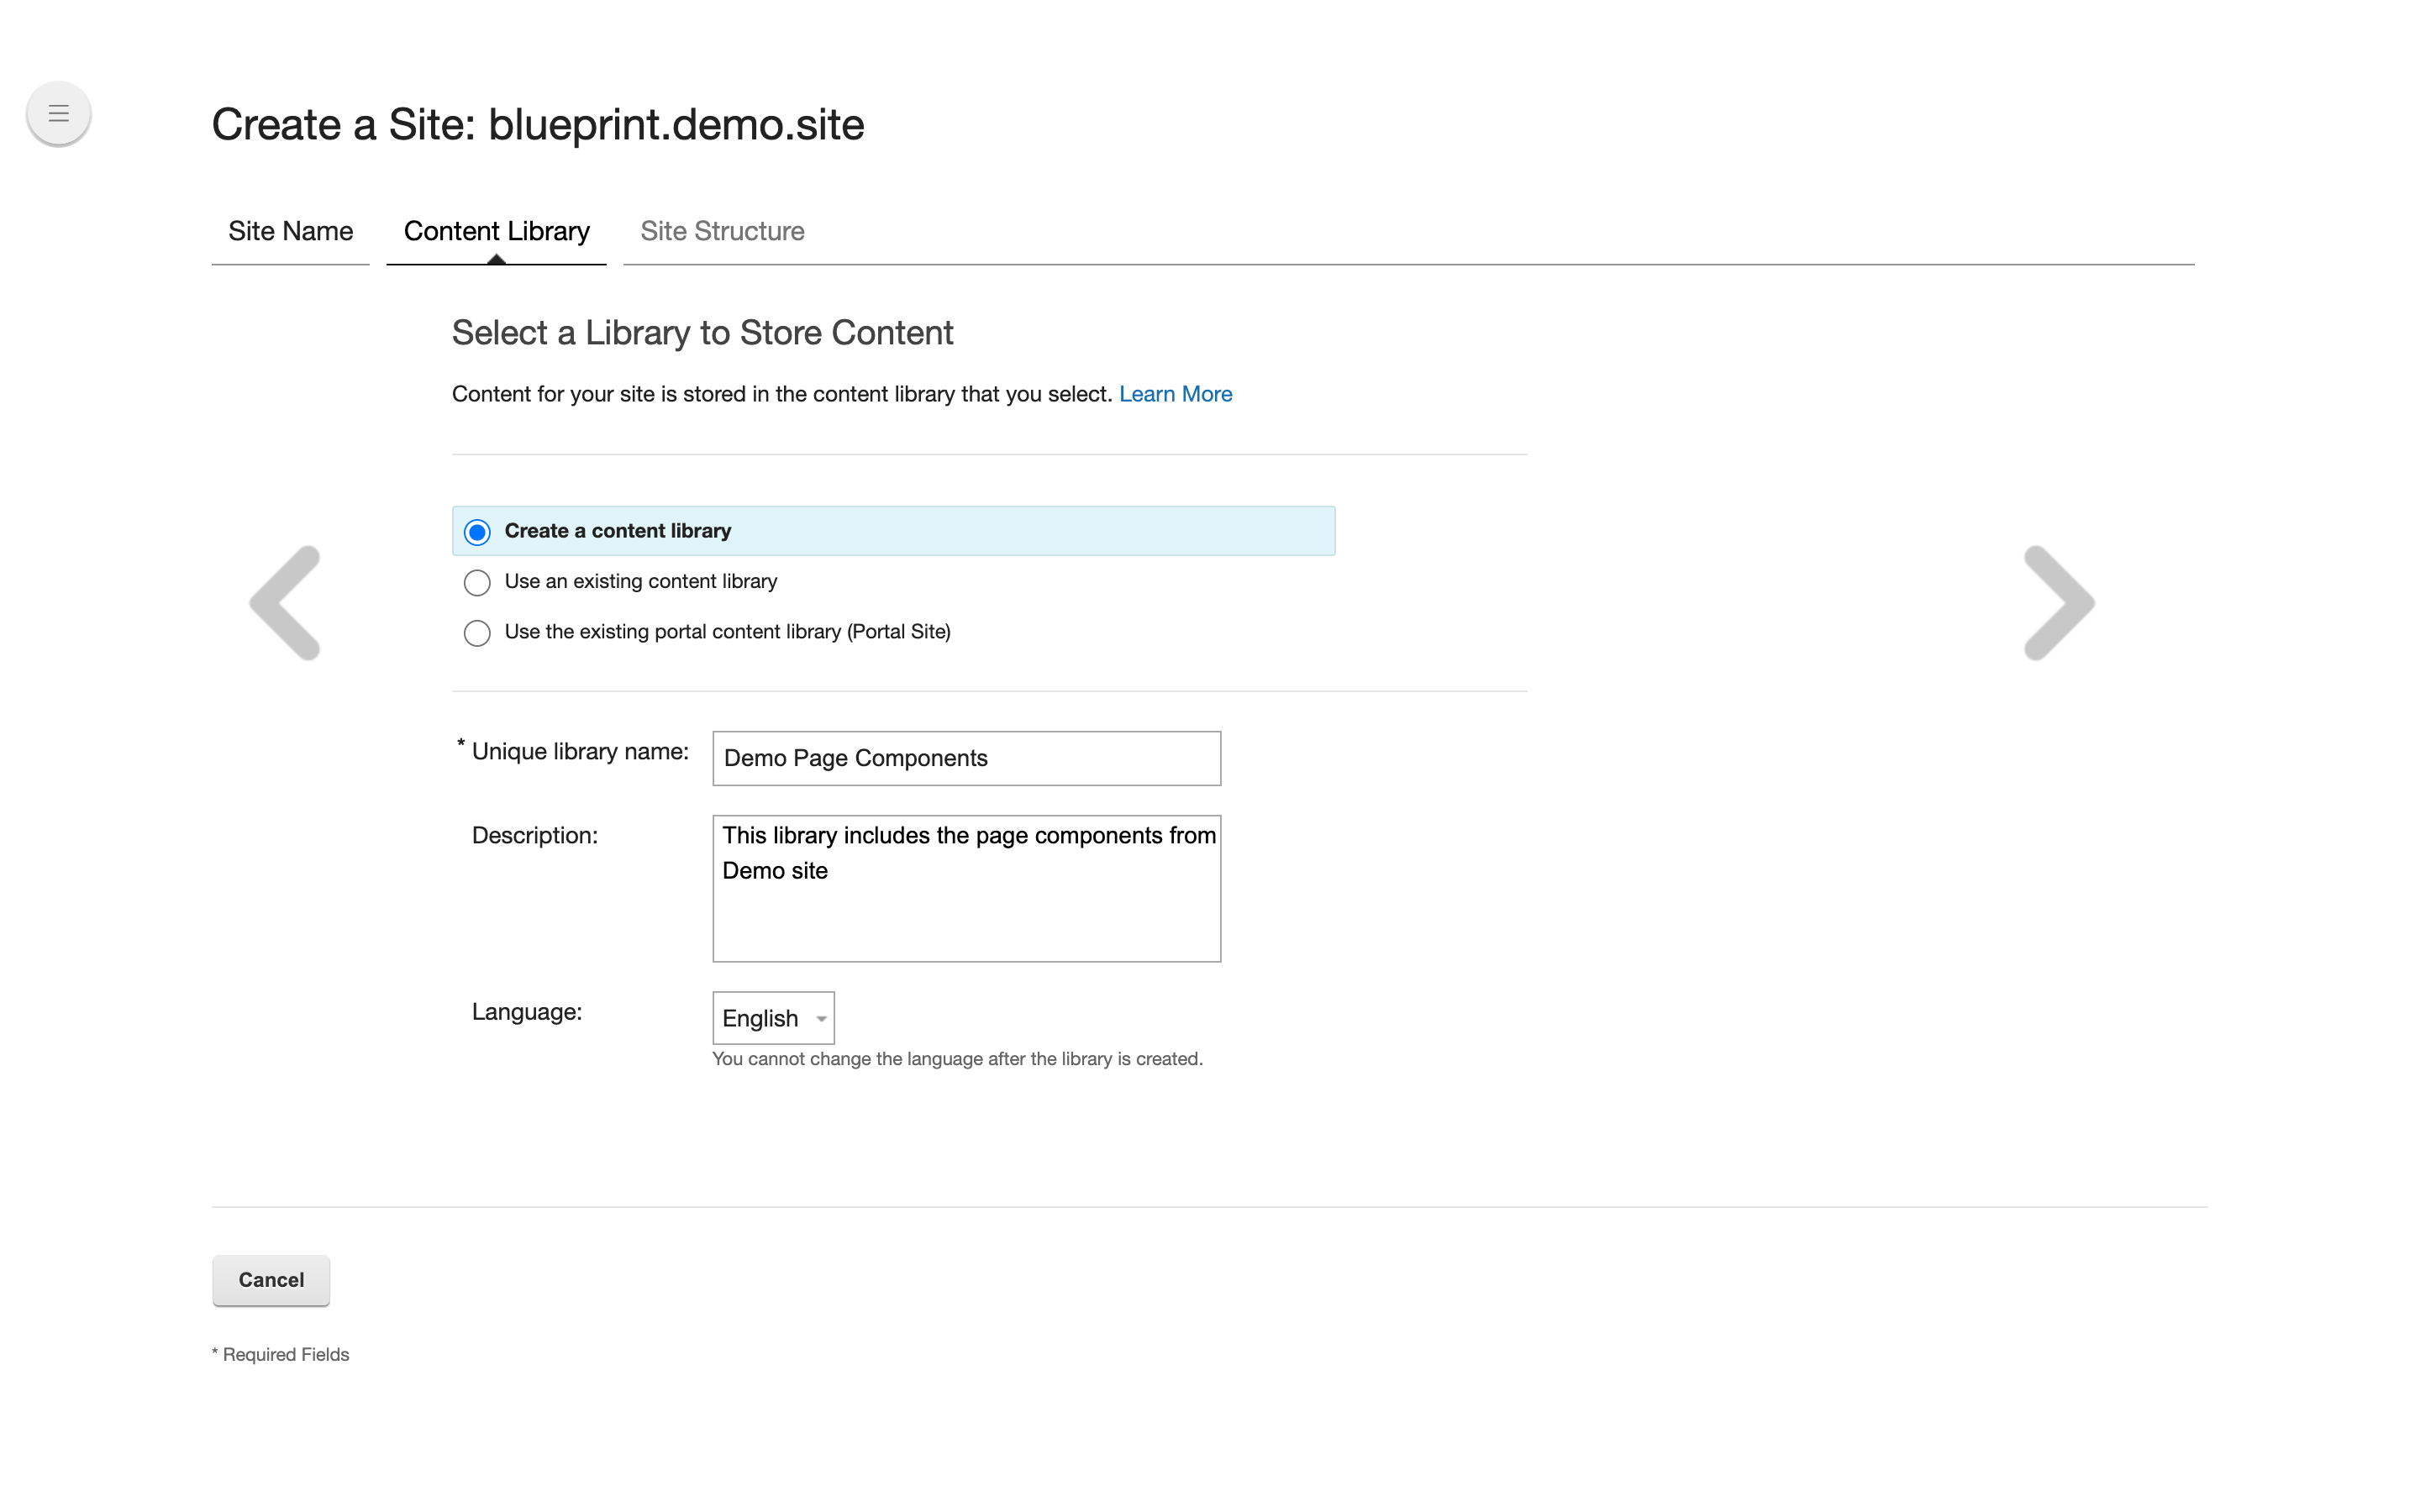 Create a Site: blueprint.demo.site
Site Name
Content Library
Site Structure
Select a Library to Store Content
Content for your site is stored in the content library that you select. Learn More
Create a content library
Use an existing content library
Use the existing portal content library (Portal Site)
* Unique library name:
Demo Page Components
Description:
This library includes the page components from
Demo site
Language:
English
You cannot change the language after the library is created.
Cancel
* Required Fields